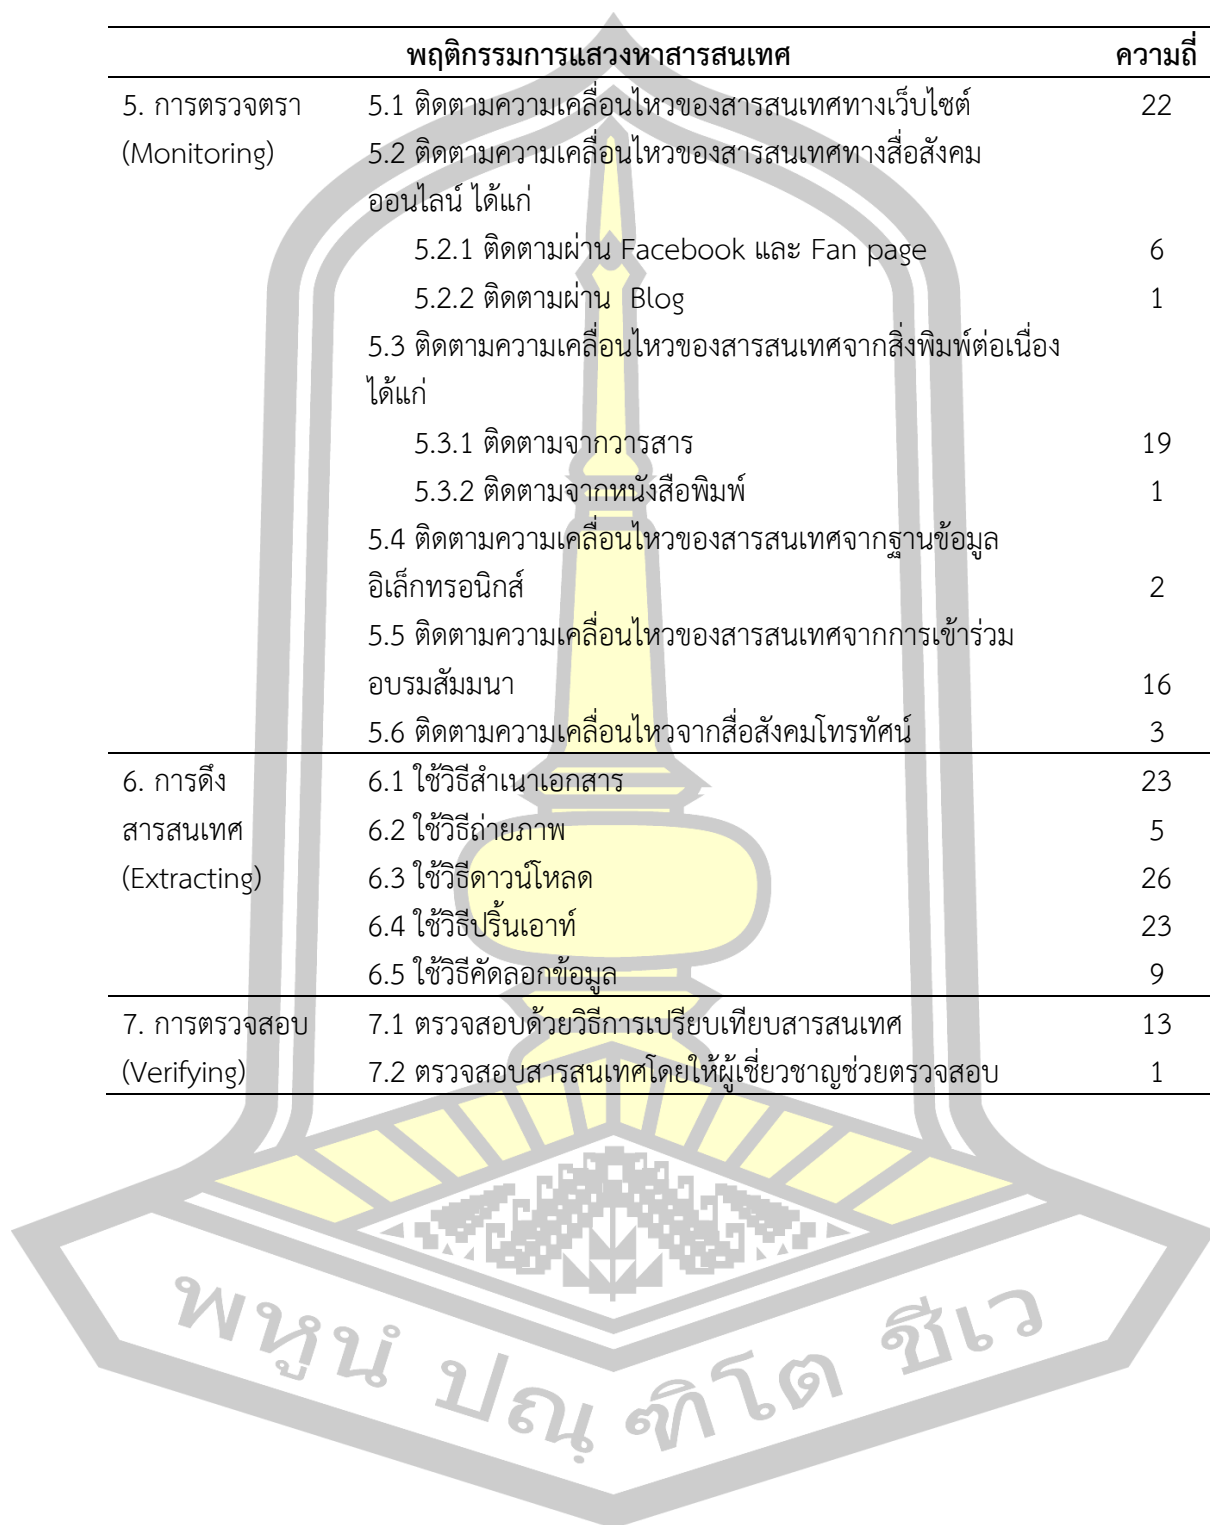 พฤติกรรมการแสวงหาสารสนเทศ ความถี่
5. การตรวจตรา 5.1 ติดตามความเคลื่อนไหวของสารสนเทศทางเว็บไซต์ 22
(Monitoring) 5.2 ติดตามความเคลื่อนไหวของสารสนเทศทางสื่อสังคม
ออนไลน์ ได้แก่
5.2.1 ติดตามผ่าน Facebook และ Fan page 6
5.2.2 ติดตามผ่าน Blog 1
5.3 ติดตามความเคลื่อนไหวของสารสนเทศจากสิ่งพิมพ์ต่อเนื่อง
ได้แก่
5.3.1 ติดตามจากวารสาร 19
5.3.2 ติดตามจากหนังสือพิมพ์ 1
5.4 ติดตามความเคลื่อนไหวของสารสนเทศจากฐานข้อมูล
อิเล็กทรอนิกส์ 2
5.5 ติดตามความเคลื่อนไหวของสารสนเทศจากการเข้าร่วม
อบรมสัมมนา 16
5.6 ติดตามความเคลื่อนไหวจากสื่อสังคมโทรทัศน์ 3
6. การดึง 6.1 ใช้วิธีสำเนาเอกสาร 23
สารสนเทศ 6.2 ใช้วิธีถ่ายภาพ 5
(Extracting) 6.3 ใช้วิธีดาวน์โหลด 26
6.4 ใช้วิธีปริ้นเอาท์ 23
6.5 ใช้วิธีคัดลอกข้อมูล 9
7. การตรวจสอบ 7.1 ตรวจสอบด้วยวิธีการเปรียบเทียบสารสนเทศ 13
(Verifying) 7.2 ตรวจสอบสารสนเทศโดยให้ผู้เชี่ยวชาญช่วยตรวจสอบ 1
พหูนํ ปณฺฑิโต ชีเว